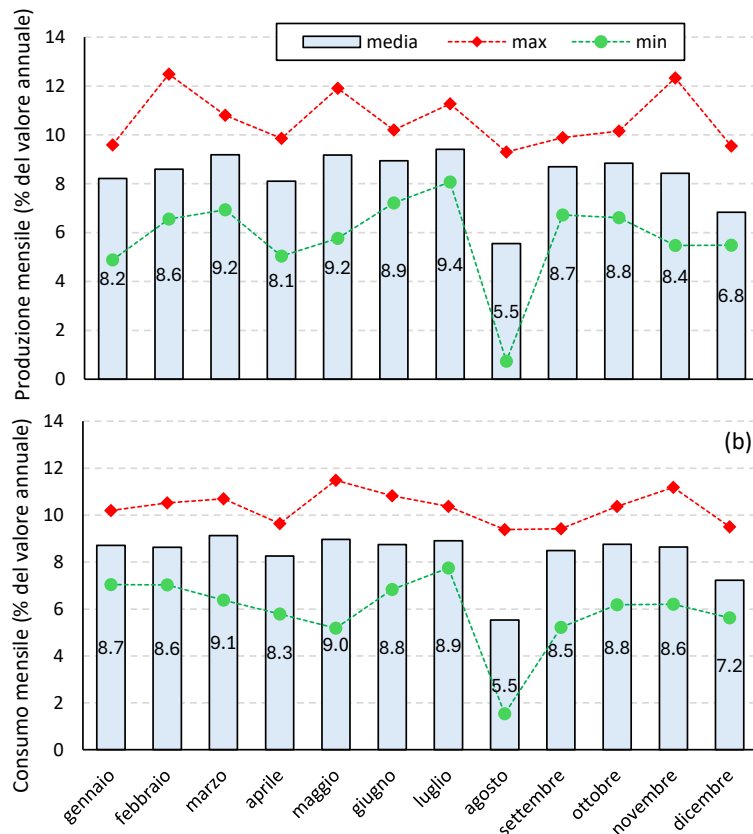 Produzione mensile (% del valore annuale)
14
12
10
8
6
4
2
0
media max min
8.2 8.6 9.2 8.1 9.2 8.9 9.4 5.5 8.7 8.8 8.4 6.8
Consumo mensile (% del valore annuale)
14
12
10
8
6
4
2
0
(b)
8.7 8.6 9.1 8.3 9.0 8.8 8.9 5.5 8.5 8.8 8.6 7.2
gennaio febbraio marzo aprile maggio giugno luglio agosto settembre ottobre novembre dicembre